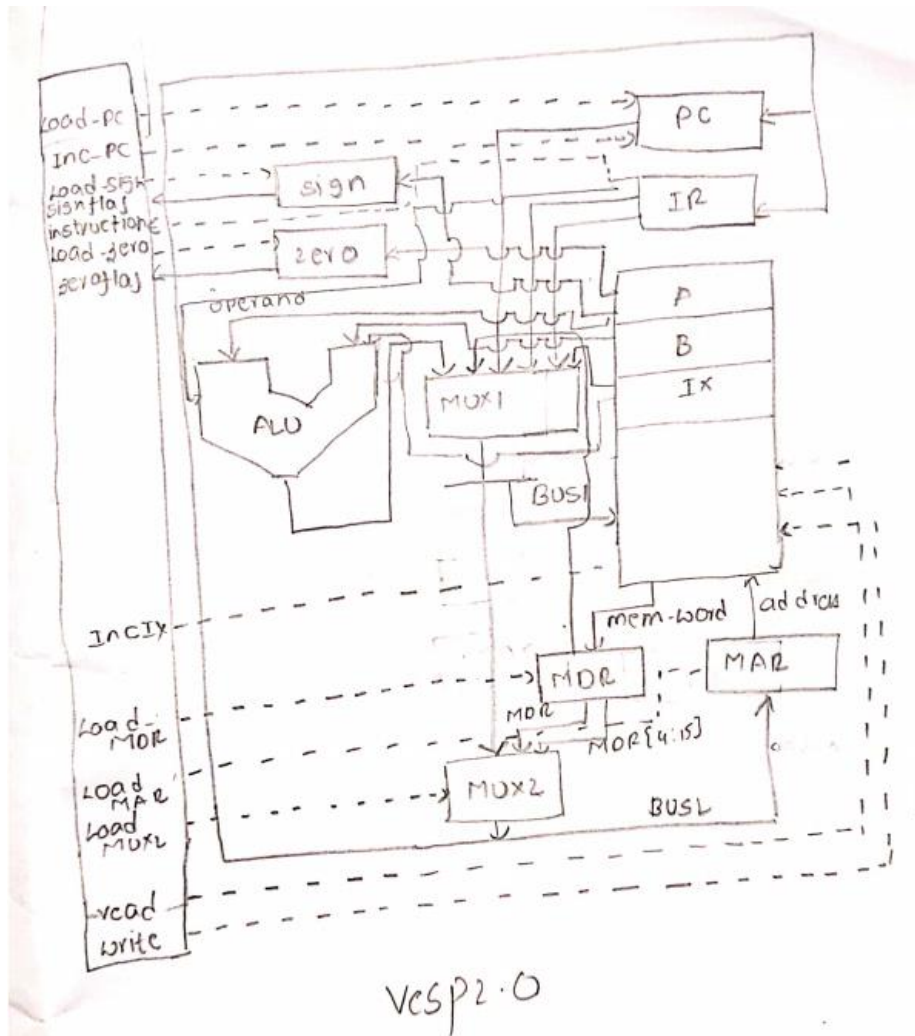 Load-PC
PC
Inc-PC
Load-sign
signflag
sign
IR
instruction
Load-zero
zeroflag
zero
operand
A
B
IX
MUX1
ALU
BUS1
IncIX
mem-word
address
MDR
MAR
Load-
MDR
MDR
MDR[4:15]
Load
MAR
MUX2
Load
MUX2
BUS2
read
write
Vesp2.0